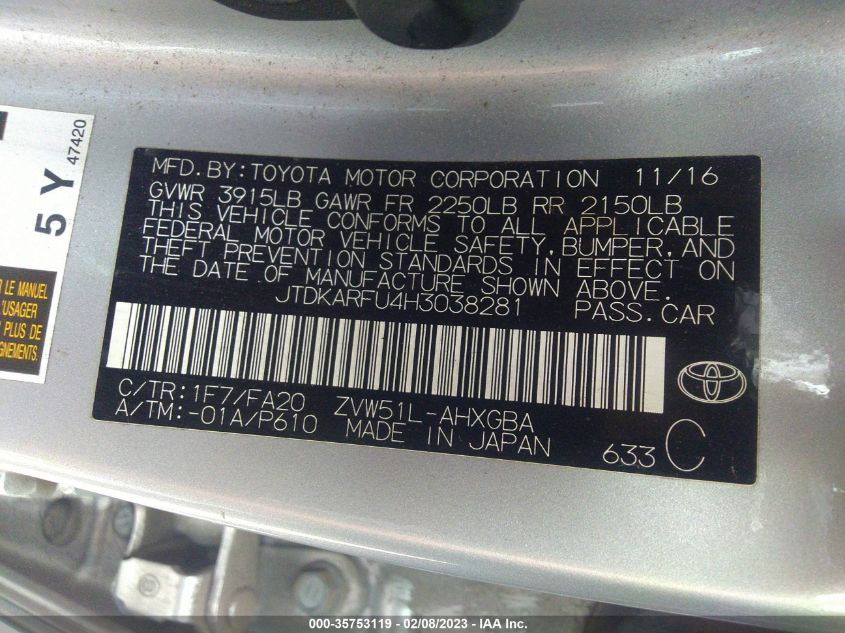 47420
5 Y
R LE MANUEL
L'USAGER
PLUS DE
GNEMENTS.
MFD.BY:TOYOTA MOTOR CORPORATION 11/16
GVWR 3915LB GAWR FR 2250LB RR 2150LB
THIS VEHICLE CONFORMS TO ALL APPLICABLE
FEDERAL MOTOR VEHICLE SAFETY,BUMPER,AND
THEFT PREVENTION STANDARDS IN EFFECT ON
THE DATE OF MANUFACTURE SHOWN ABOVE.
JTDKARFU4H3038281 PASS.CAR
C/TR:1F7/FA20 ZVW51L-AHXGBA
A/TM:-01A/P610 MADE IN JAPAN 633 C
000-35753119 - 02/08/2023 - IAA Inc.